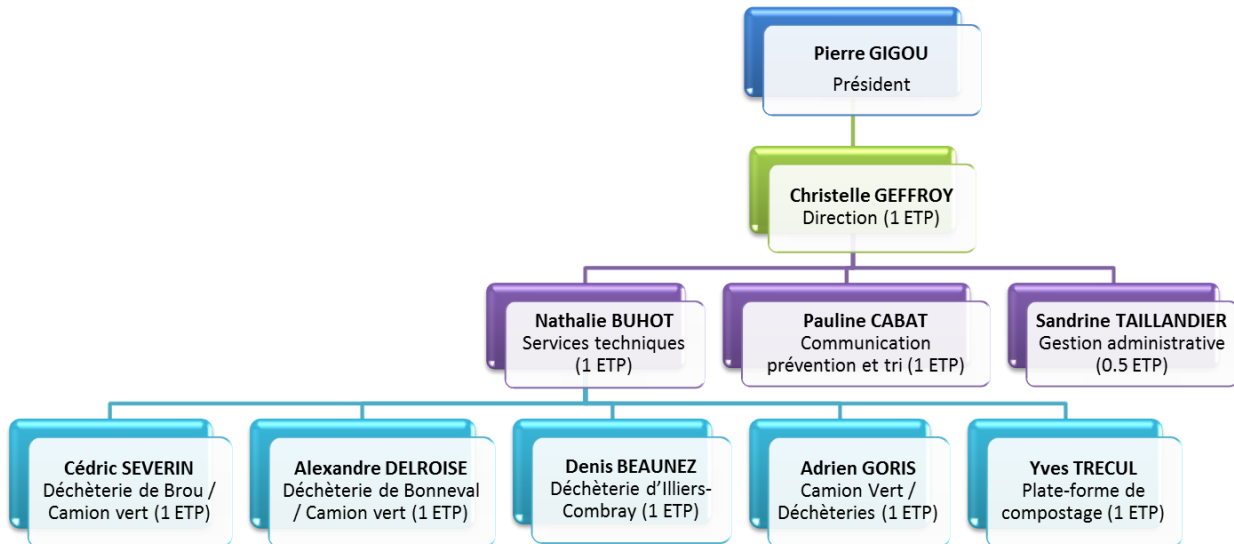 Pierre GIGOU
Président
Christelle GEFFROY
Direction (1 ETP)
Nathalie BUHOT
Services techniques
(1 ETP)
Pauline CABAT
Communication
prévention et tri (1 ETP)
Sandrine TAILLANDIER
Gestion administrative
(0.5 ETP)
Cédric SEVERIN
Déchèterie de Brou /
Camion vert (1 ETP)
Alexandre DELROISE
Déchèterie de Bonneval
/ Camion vert (1 ETP)
Denis BEAUNEZ
Déchèterie d’Illiers-
Combray (1 ETP)
Adrien GORIS
Camion Vert /
Déchèteries (1 ETP)
Yves TRECUL
Plate-forme de
compostage (1 ETP)